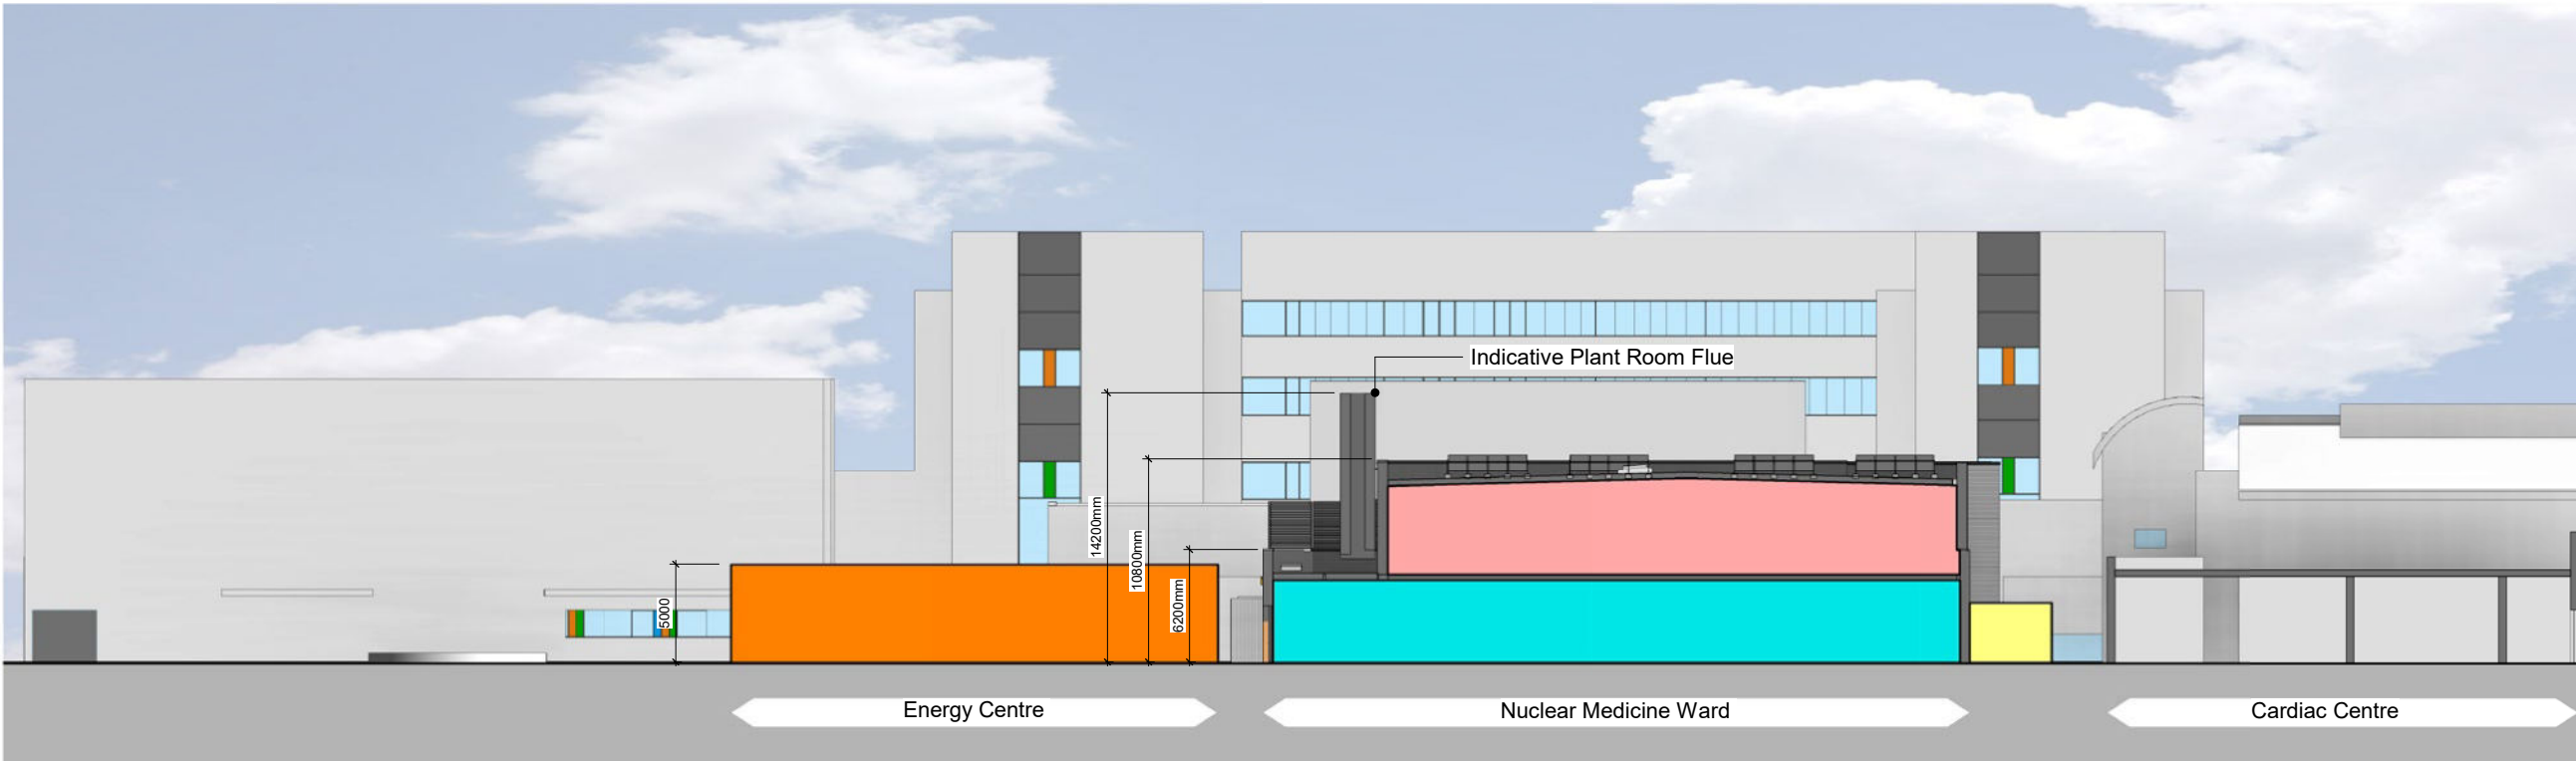 Indicative Plant Room Flue
14200mm
10800mm
6200mm
5000
Energy Centre
Nuclear Medicine Ward
Cardiac Centre